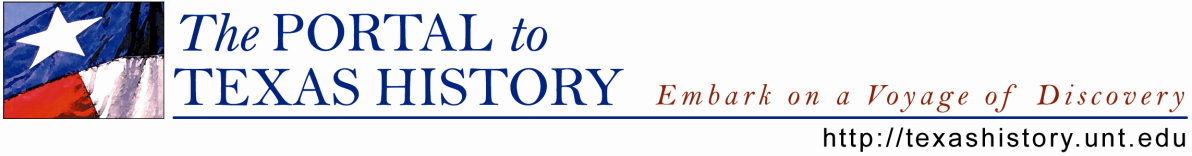 The PORTAL to
TEXAS HISTORY Embark on a Voyage of Discovery
http://texashistory.unt.edu